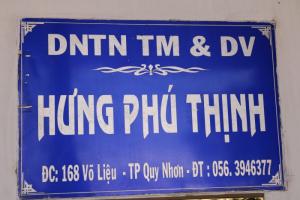 DNTN TM & DV
HƯNG PHÚ THỊNH
ĐC: 168 Võ Liệu - TP Quy Nhơn - ĐT : 056. 3946377